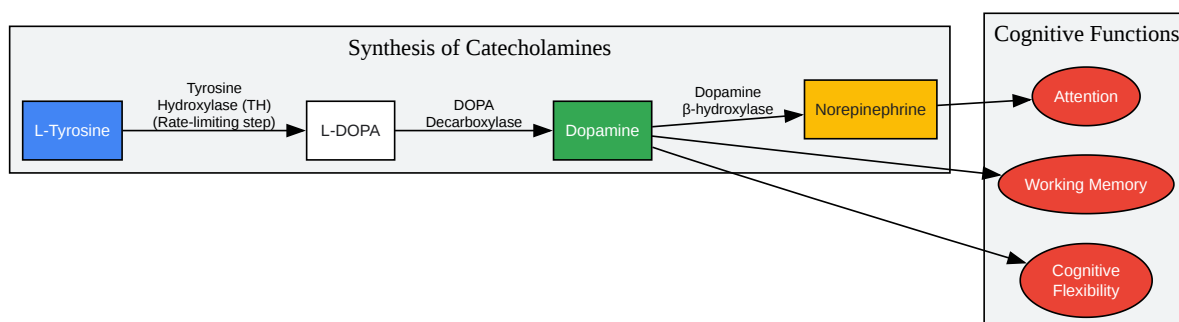 Synthesis of Catecholamines
L-Tyrosine
Tyrosine
Hydroxylase (TH)
(Rate-limiting step)
L-DOPA
DOPA
Decarboxylase
Dopamine
Dopamine
β-hydroxylase
Norepinephrine
Cognitive Functions
Attention
Working Memory
Cognitive
Flexibility